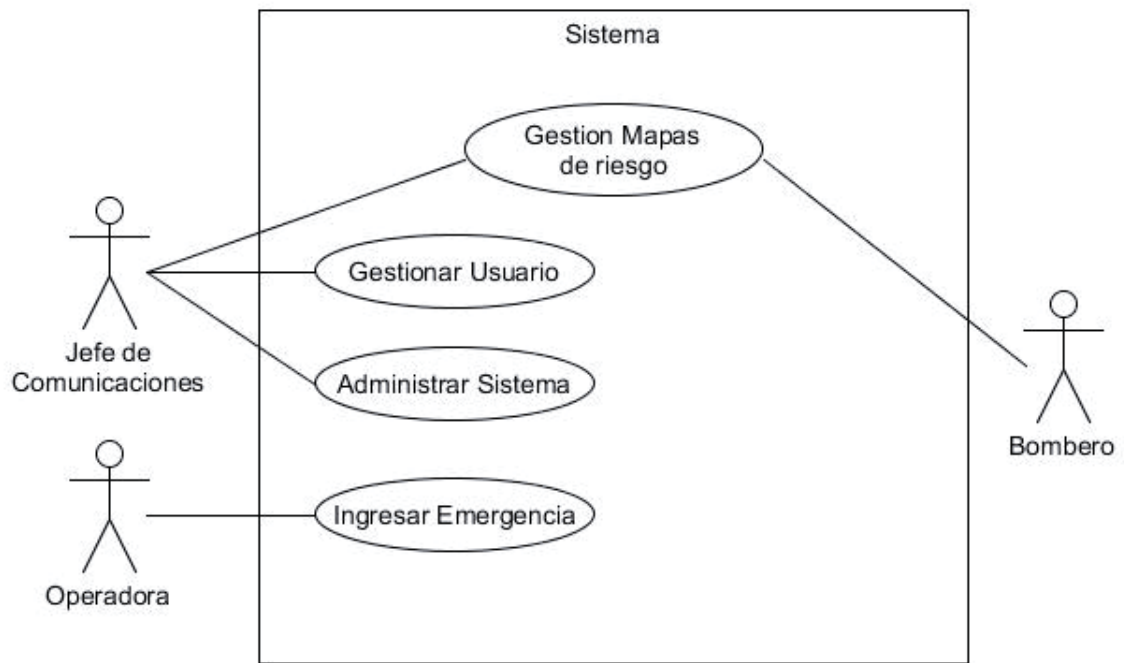 Sistema
Gestion Mapas
de riesgo
Gestionar Usuario
Jefe de
Comunicaciones
Administrar Sistema
Bombero
Ingresar Emergencia
Operadora